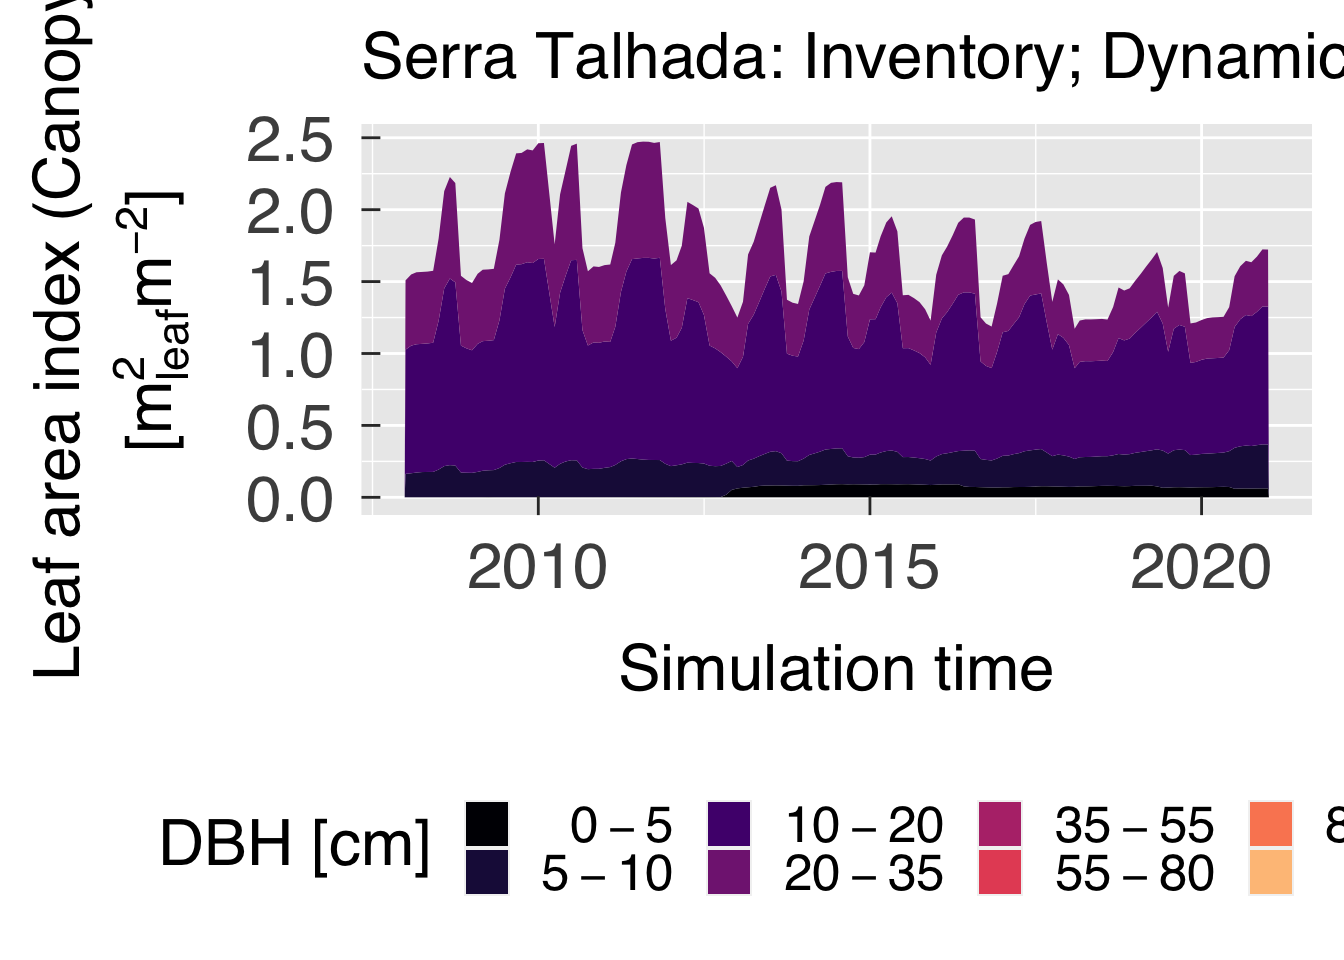 Serra Talhada: Inventory; Dynamic
Leaf area index (Canopy
[m²leaf m⁻²]
2.5
2.0
1.5
1.0
0.5
0.0
2010 2015 2020
Simulation time
DBH [cm]
0 – 5 10 – 20 35 – 55 8
5 – 10 20 – 35 55 – 80